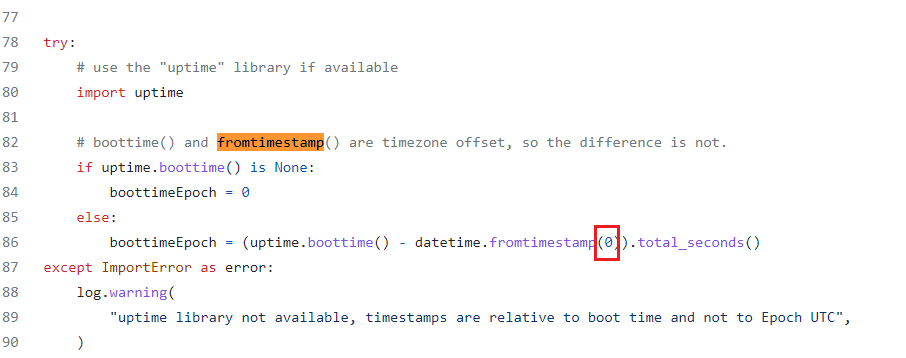 77
78 try:
79     # use the "uptime" library if available
80     import uptime
81
82     # boottime() and fromtimestamp() are timezone offset, so the difference is not.
83     if uptime.boottime() is None:
84         boottimeEpoch = 0
85     else:
86         boottimeEpoch = (uptime.boottime() - datetime.fromtimestamp(0)).total_seconds()
87 except ImportError as error:
88     log.warning(
89         "uptime library not available, timestamps are relative to boot time and not to Epoch UTC",
90     )